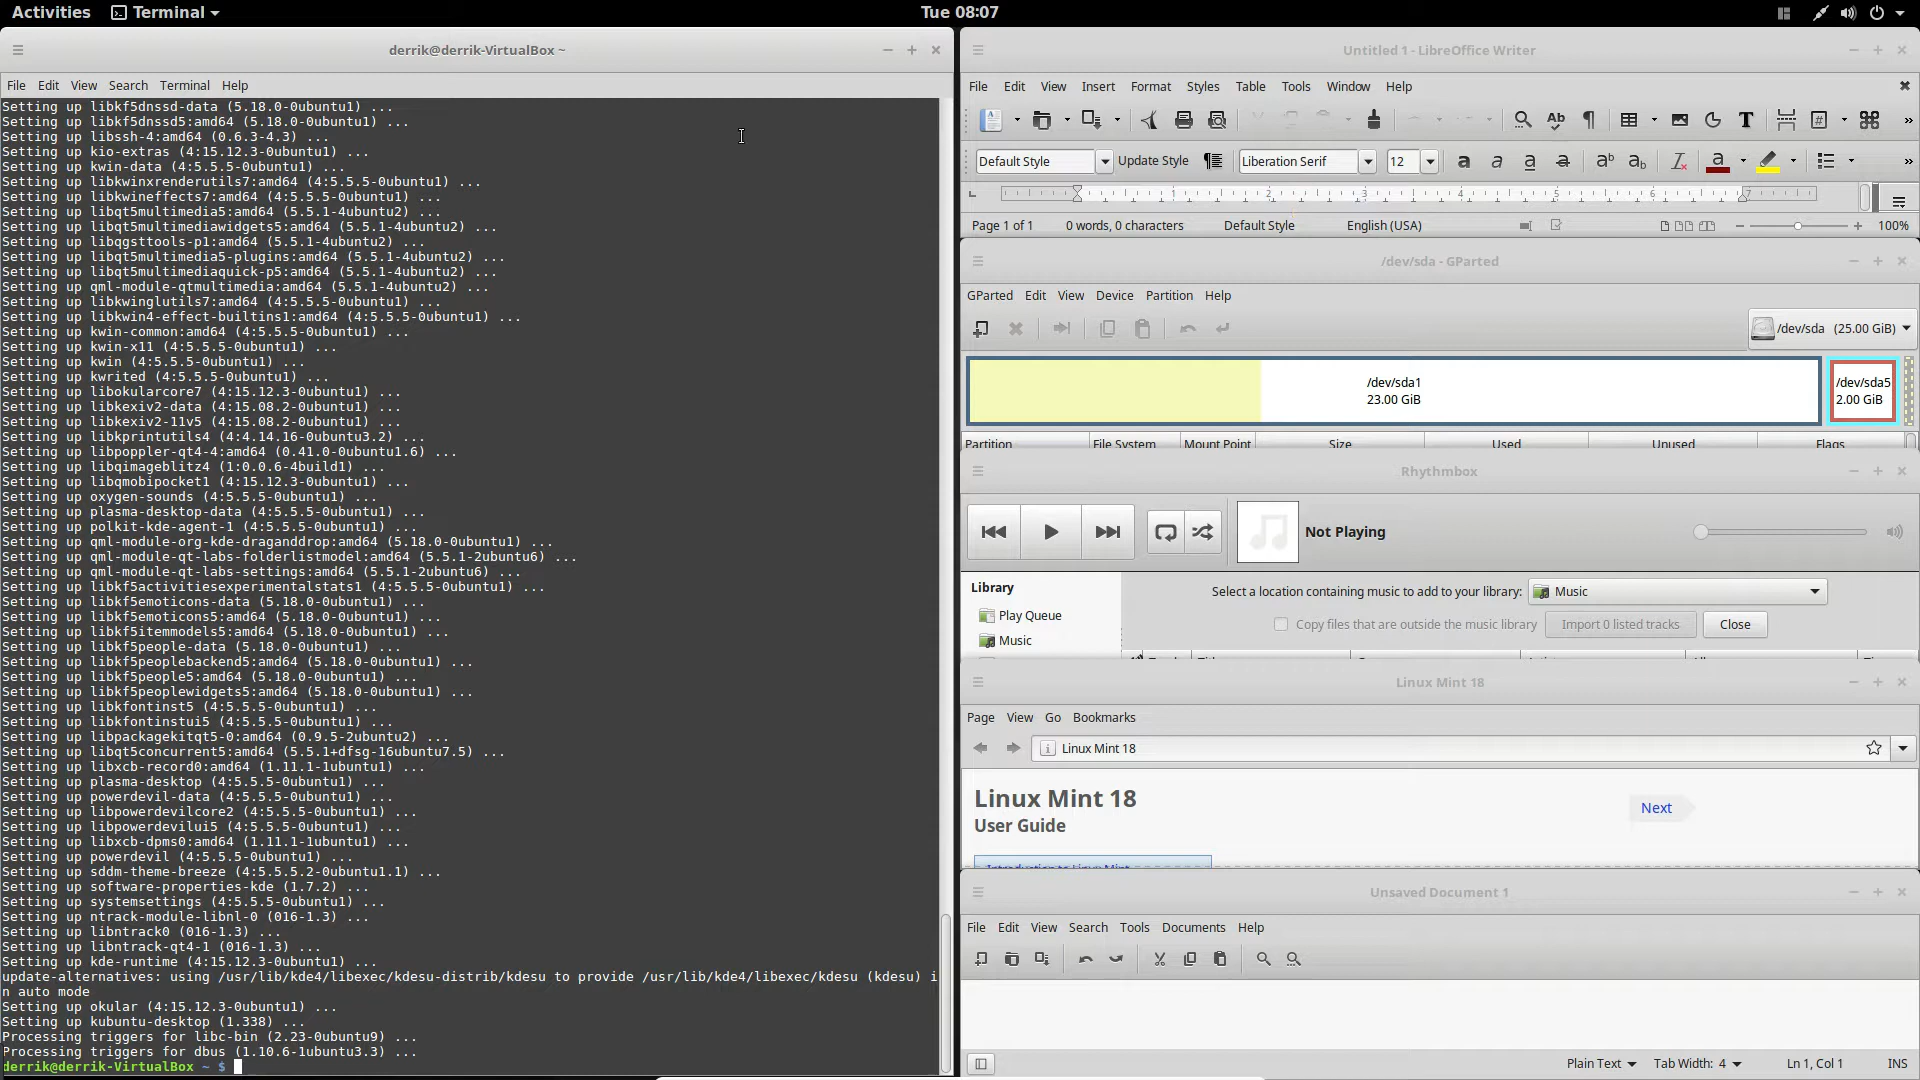 Activities Terminal Tue 08:07
derrik@derrik-VirtualBox ~
File Edit View Search Terminal Help
Setting up libkf5dnssd-data (5.18.0-0ubuntu1) ...
Setting up libkf5dnssd5:amd64 (5.18.0-0ubuntu1) ...
Setting up libssh-4:amd64 (0.6.3-4.3) ...
Setting up kio-extras (4:15.12.3-0ubuntu1) ...
Setting up kwin-data (4:5.5.5-0ubuntu1) ...
Setting up libkwinxrenderutils7:amd64 (4:5.5.5-0ubuntu1) ...
Setting up libkwineffects7:amd64 (4:5.5.5-0ubuntu1) ...
Setting up libqt5multimedia5:amd64 (5.5.1-4ubuntu2) ...
Setting up libqt5multimediawidgets5:amd64 (5.5.1-4ubuntu2) ...
Setting up libqgsttools-p1:amd64 (5.5.1-4ubuntu2) ...
Setting up libqt5multimedia5-plugins:amd64 (5.5.1-4ubuntu2) ...
Setting up libqt5multimediaquick-p5:amd64 (5.5.1-4ubuntu2) ...
Setting up qml-module-qtmultimedia:amd64 (5.5.1-4ubuntu2) ...
Setting up libkwinglutils7:amd64 (4:5.5.5-0ubuntu1) ...
Setting up libkwin4-effect-builtins1:amd64 (4:5.5.5-0ubuntu1) ...
Setting up kwin-common:amd64 (4:5.5.5-0ubuntu1) ...
Setting up kwin-x11 (4:5.5.5-0ubuntu1) ...
Setting up kwin (4:5.5.5-0ubuntu1) ...
Setting up kwrited (4:5.5.5-0ubuntu1) ...
Setting up libokularcore7 (4:15.12.3-0ubuntu1) ...
Setting up libkexiv2-data (4:15.08.2-0ubuntu1) ...
Setting up libkexiv2-11v5 (4:15.08.2-0ubuntu1) ...
Setting up libkprintutils4 (4:4.14.16-0ubuntu3.2) ...
Setting up libpoppler-qt4-4:amd64 (0.41.0-0ubuntu1.6) ...
Setting up libqimageblitz4 (1:0.0.6-4build1) ...
Setting up libqmobipocket1 (4:15.12.3-0ubuntu1) ...
Setting up oxygen-sounds (4:5.5.5-0ubuntu1) ...
Setting up plasma-desktop-data (4:5.5.5-0ubuntu1) ...
Setting up polkit-kde-agent-1 (4:5.5.5-0ubuntu1) ...
Setting up qml-module-org-kde-draganddrop:amd64 (5.18.0-0ubuntu1) ...
Setting up qml-module-qt-labs-folderlistmodel:amd64 (5.5.1-2ubuntu6) ...
Setting up qml-module-qt-labs-settings:amd64 (5.5.1-2ubuntu6) ...
Setting up libkf5activitiesexperimentalstats1 (4:5.5.5-0ubuntu1) ...
Setting up libkf5emoticons-data (5.18.0-0ubuntu1) ...
Setting up libkf5emoticons5:amd64 (5.18.0-0ubuntu1) ...
Setting up libkf5itemmodels5:amd64 (5.18.0-0ubuntu1) ...
Setting up libkf5people-data (5.18.0-0ubuntu1) ...
Setting up libkf5peoplebackend5:amd64 (5.18.0-0ubuntu1) ...
Setting up libkf5people5:amd64 (5.18.0-0ubuntu1) ...
Setting up libkf5peoplewidgets5:amd64 (5.18.0-0ubuntu1) ...
Setting up libkfontinst5 (4:5.5.5-0ubuntu1) ...
Setting up libkfontinstui5 (4:5.5.5-0ubuntu1) ...
Setting up libpackagekitqt5-0:amd64 (0.9.5-2ubuntu2) ...
Setting up libqt5concurrent5:amd64 (5.5.1+dfsg-16ubuntu7.5) ...
Setting up libxcb-record0:amd64 (1.11.1-1ubuntu1) ...
Setting up plasma-desktop (4:5.5.5-0ubuntu1) ...
Setting up powerdevil-data (4:5.5.5-0ubuntu1) ...
Setting up libpowerdevilcore2 (4:5.5.5-0ubuntu1) ...
Setting up libpowerdevilui5 (4:5.5.5-0ubuntu1) ...
Setting up libxcb-dpms0:amd64 (1.11.1-1ubuntu1) ...
Setting up powerdevil (4:5.5.5-0ubuntu1) ...
Setting up sddm-theme-breeze (4:5.5.5.2-0ubuntu1.1) ...
Setting up software-properties-kde (1.7.2) ...
Setting up systemsettings (4:5.5.5-0ubuntu1) ...
Setting up ntrack-module-libnl-0 (016-1.3) ...
Setting up libntrack0 (016-1.3) ...
Setting up libntrack-qt4-1 (016-1.3) ...
Setting up kde-runtime (4:15.12.3-0ubuntu1) ...
update-alternatives: using /usr/lib/kde4/libexec/kdesu-distrib/kdesu to provide /usr/lib/kde4/libexec/kdesu (kdesu) i
n auto mode
Setting up okular (4:15.12.3-0ubuntu1) ...
Setting up kubuntu-desktop (1.338) ...
Processing triggers for libc-bin (2.23-0ubuntu9) ...
Processing triggers for dbus (1.10.6-1ubuntu3.3) ...
derrik@derrik-VirtualBox ~ $
Untitled 1 - LibreOffice Writer
File Edit View Insert Format Styles Table Tools Window Help
Default Style Update Style Liberation Serif 12
1 2 3 4 5 6 7
Page 1 of 1 0 words, 0 characters Default Style English (USA) 100%
/dev/sda - GParted
GParted Edit View Device Partition Help
/dev/sda (25.00 GiB)
/dev/sda1 /dev/sda5
23.00 GiB 2.00 GiB
Partition File System Mount Point Size Used Unused Flags
Rhythmbox
Not Playing
Library
Select a location containing music to add to your library: Music
Play Queue
Copy files that are outside the music library Import 0 listed tracks Close
Music
Linux Mint 18
Page View Go Bookmarks
Linux Mint 18
Linux Mint 18
Next
User Guide
Introduction to Linux Mint
Unsaved Document 1
File Edit View Search Tools Documents Help
Plain Text Tab Width: 4 Ln 1, Col 1 INS